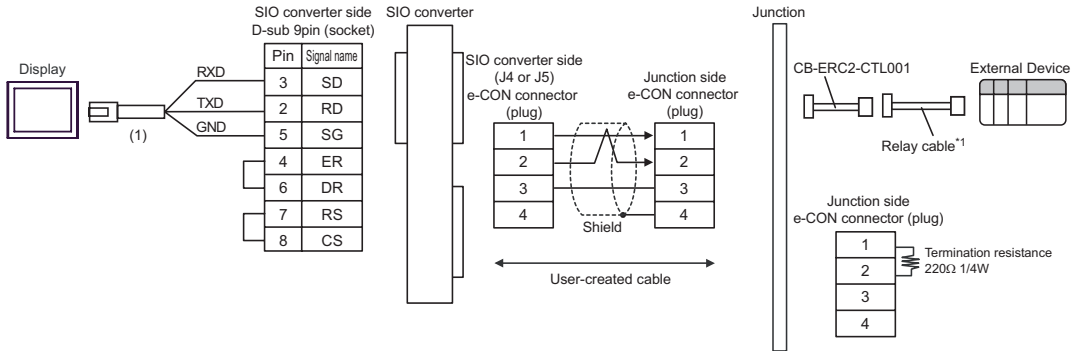 Display
(1)
RXD
TXD
GND
SIO converter side
D-sub 9pin (socket)
Pin Signal name
3 SD
2 RD
5 SG
4 ER
6 DR
7 RS
8 CS
SIO converter
SIO converter side
(J4 or J5)
e-CON connector
(plug)
1
2
3
4
Shield
Junction side
e-CON connector
(plug)
1
2
3
4
User-created cable
Junction
CB-ERC2-CTL001
External Device
Relay cable*1
Junction side
e-CON connector (plug)
1
2
3
4
Termination resistance
220Ω 1/4W